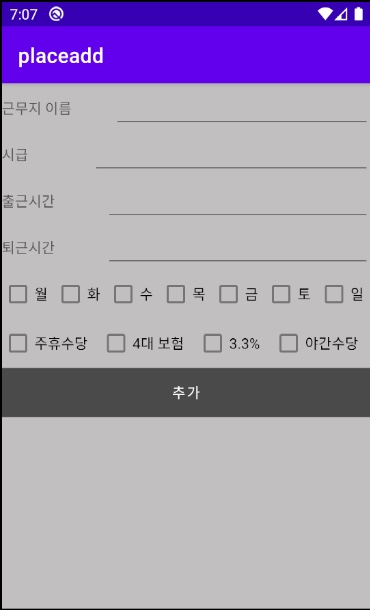 7:07
placeadd
근무지 이름
시급
출근시간
퇴근시간
월 화 수 목 금 토 일
주휴수당 4대 보험 3.3% 야간수당
추가